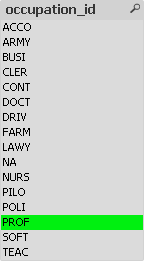 occupation_id
ACCO
ARMY
BUSI
CLER
CONT
DOCT
DRIV
FARM
LAWY
NA
NURS
PILO
POLI
PROF
SOFT
TEAC